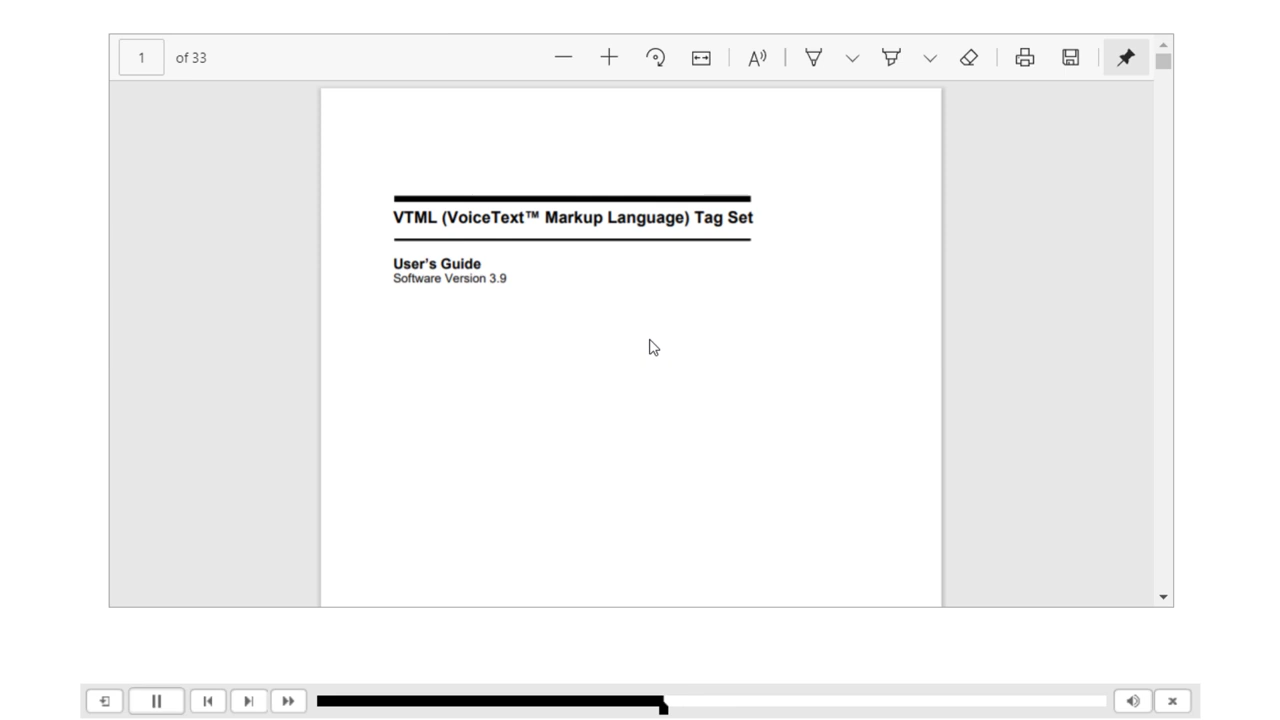 1 of 33
VTML (VoiceText™ Markup Language) Tag Set
User's Guide
Software Version 3.9